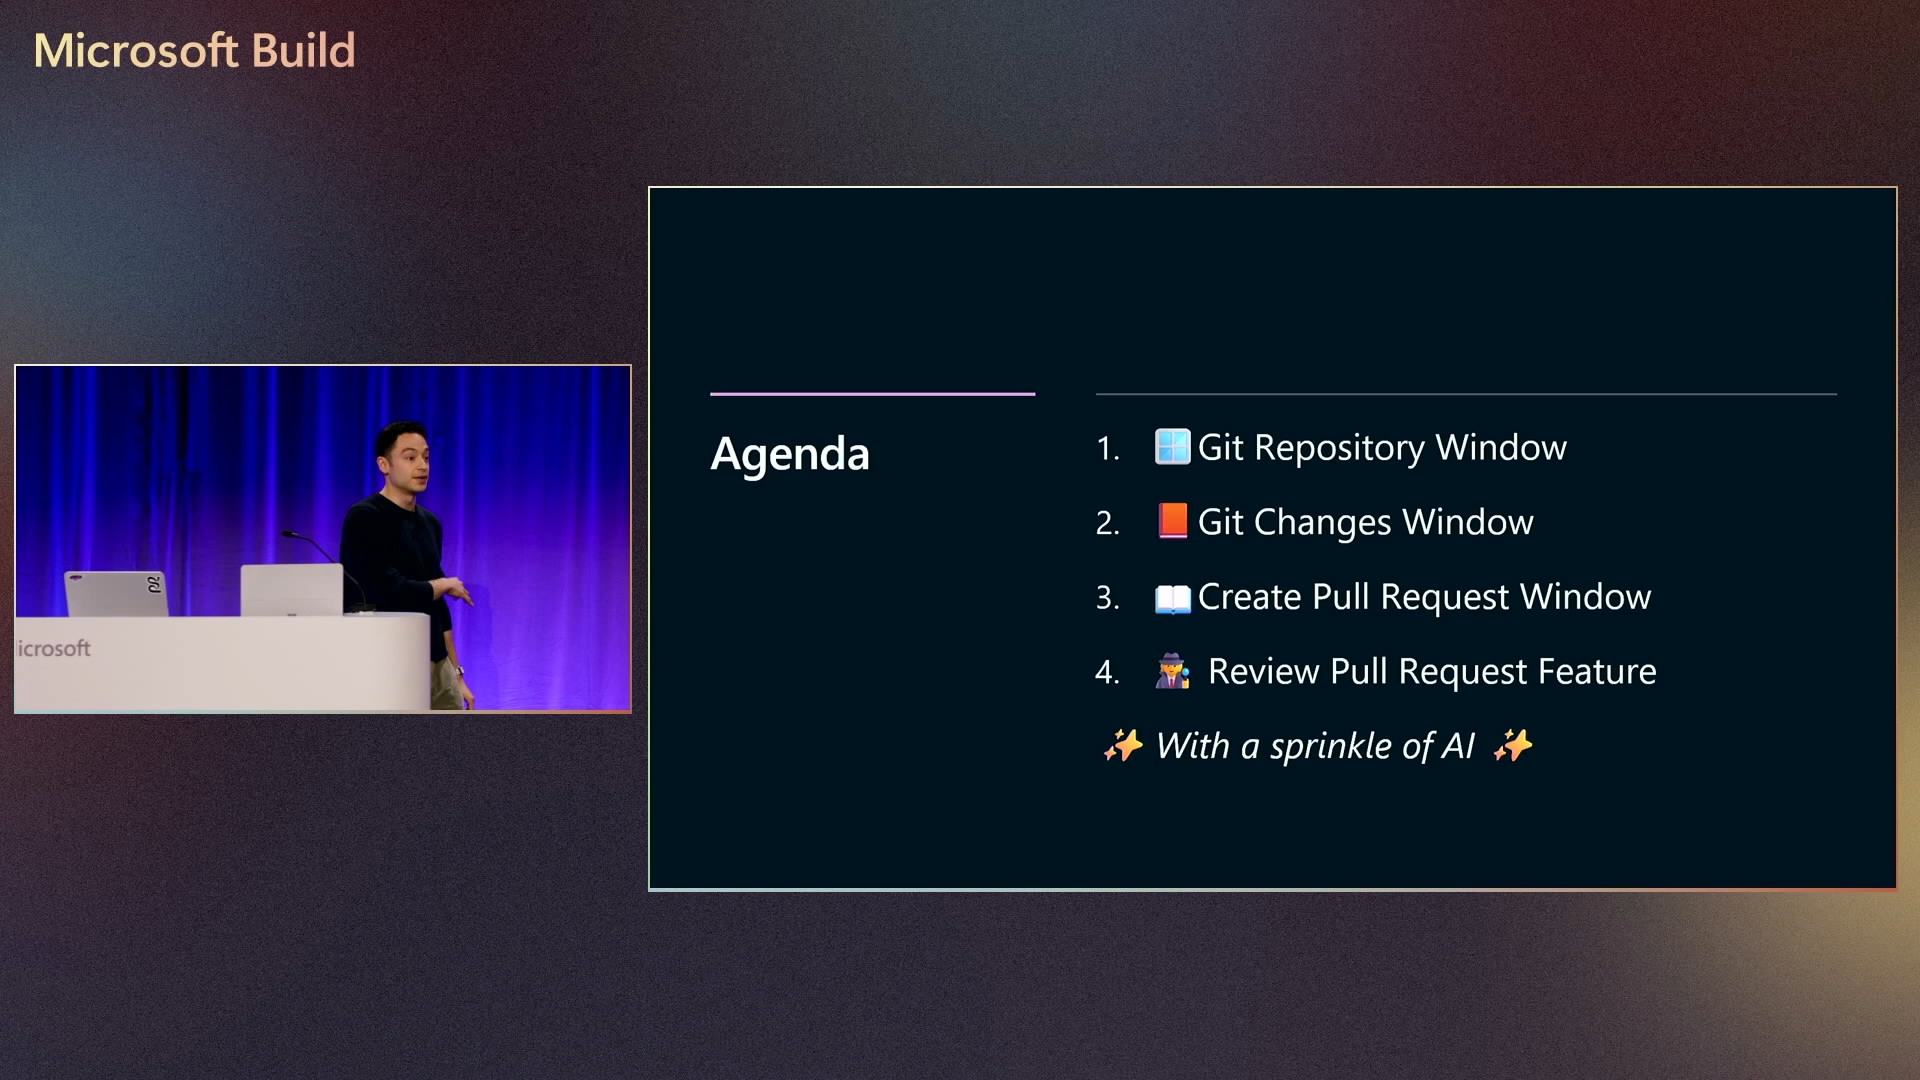 Microsoft Build
icrosoft
Agenda
1. Git Repository Window
2. Git Changes Window
3. Create Pull Request Window
4. Review Pull Request Feature
With a sprinkle of AI